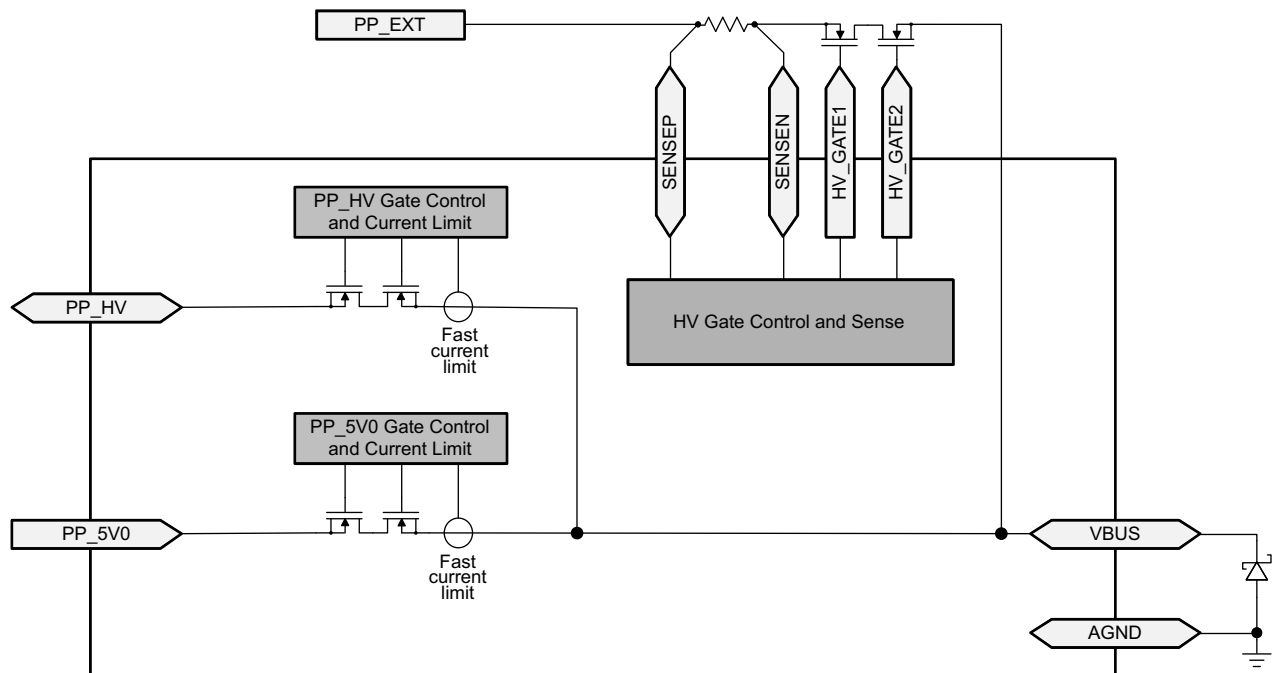 PP_EXT
SENSEP
SENSEN
HV_GATE1
HV_GATE2
PP_HV Gate Control
and Current Limit
PP_HV
Fast
current
limit
HV Gate Control and Sense
PP_5V0 Gate Control
and Current Limit
PP_5V0
Fast
current
limit
VBUS
AGND